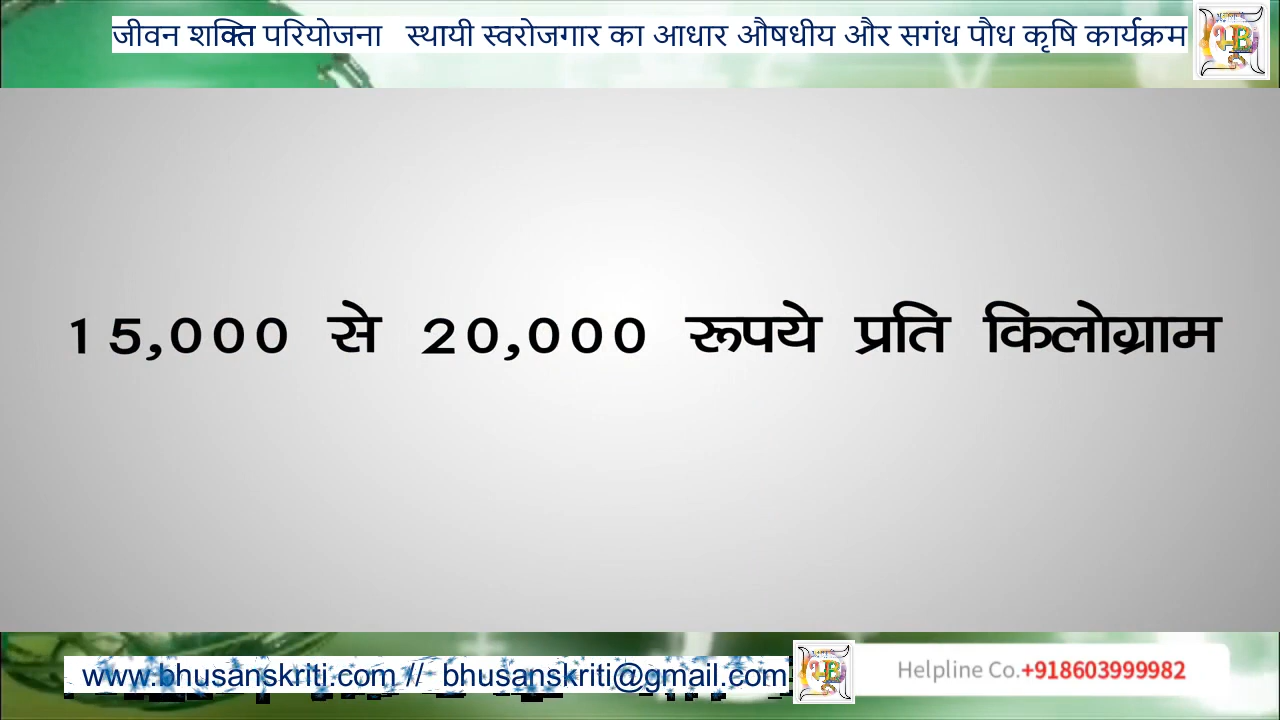 जीवन शक्ति परियोजना स्थायी स्वरोजगार का आधार औषधीय और सगंध पौध कृषि कार्यक्रम
15,000 से 20,000 रूपये प्रति किलोग्राम
www.bhusanskriti.com // bhusanskriti@gmail.com
Helpline Co.+918603999982